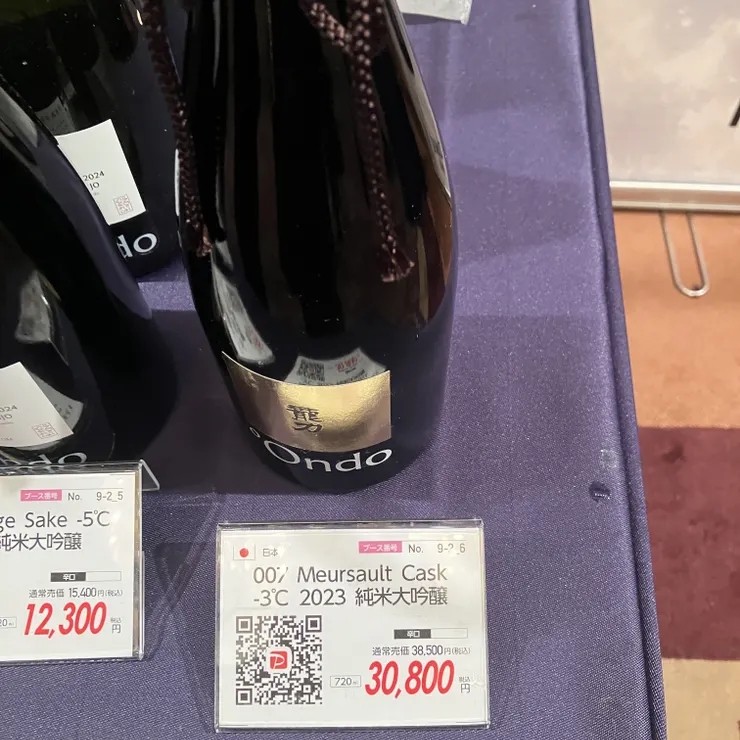 2024
JO
ndo
2024
NJO
ndo
龍力
°Ondo
ブース番号 No. 9-2_5
ge Sake -5℃
純米大吟醸
辛口
通常売価 15,400円(税込)
12,300 税込 円
日本 ブース番号 No. 9-2_6
007 Meursault Cask
-3℃ 2023 純米大吟醸
辛口
通常売価 38,500円(税込)
720ml 30,800 税込 円